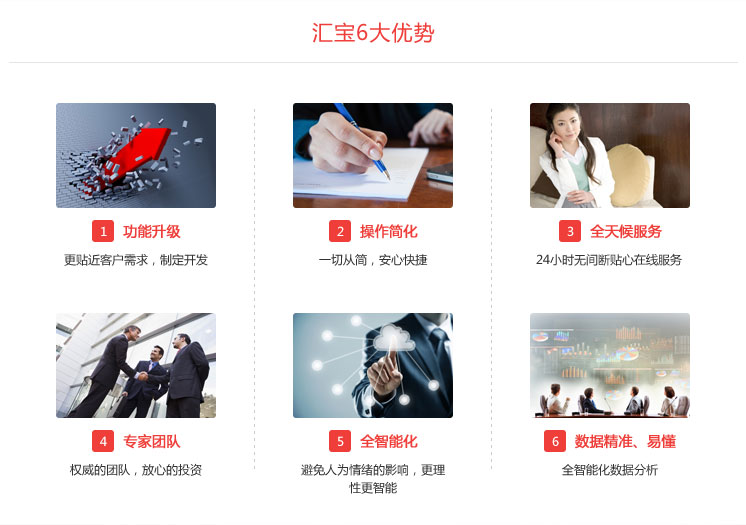 汇宝6大优势
1 功能升级
更贴近客户需求，制定开发
2 操作简化
一切从简，安心快捷
3 全天候服务
24小时无间断贴心在线服务
4 专家团队
权威的团队，放心的投资
5 全智能化
避免人为情绪的影响，更理
性更智能
6 数据精准、易懂
全智能化数据分析